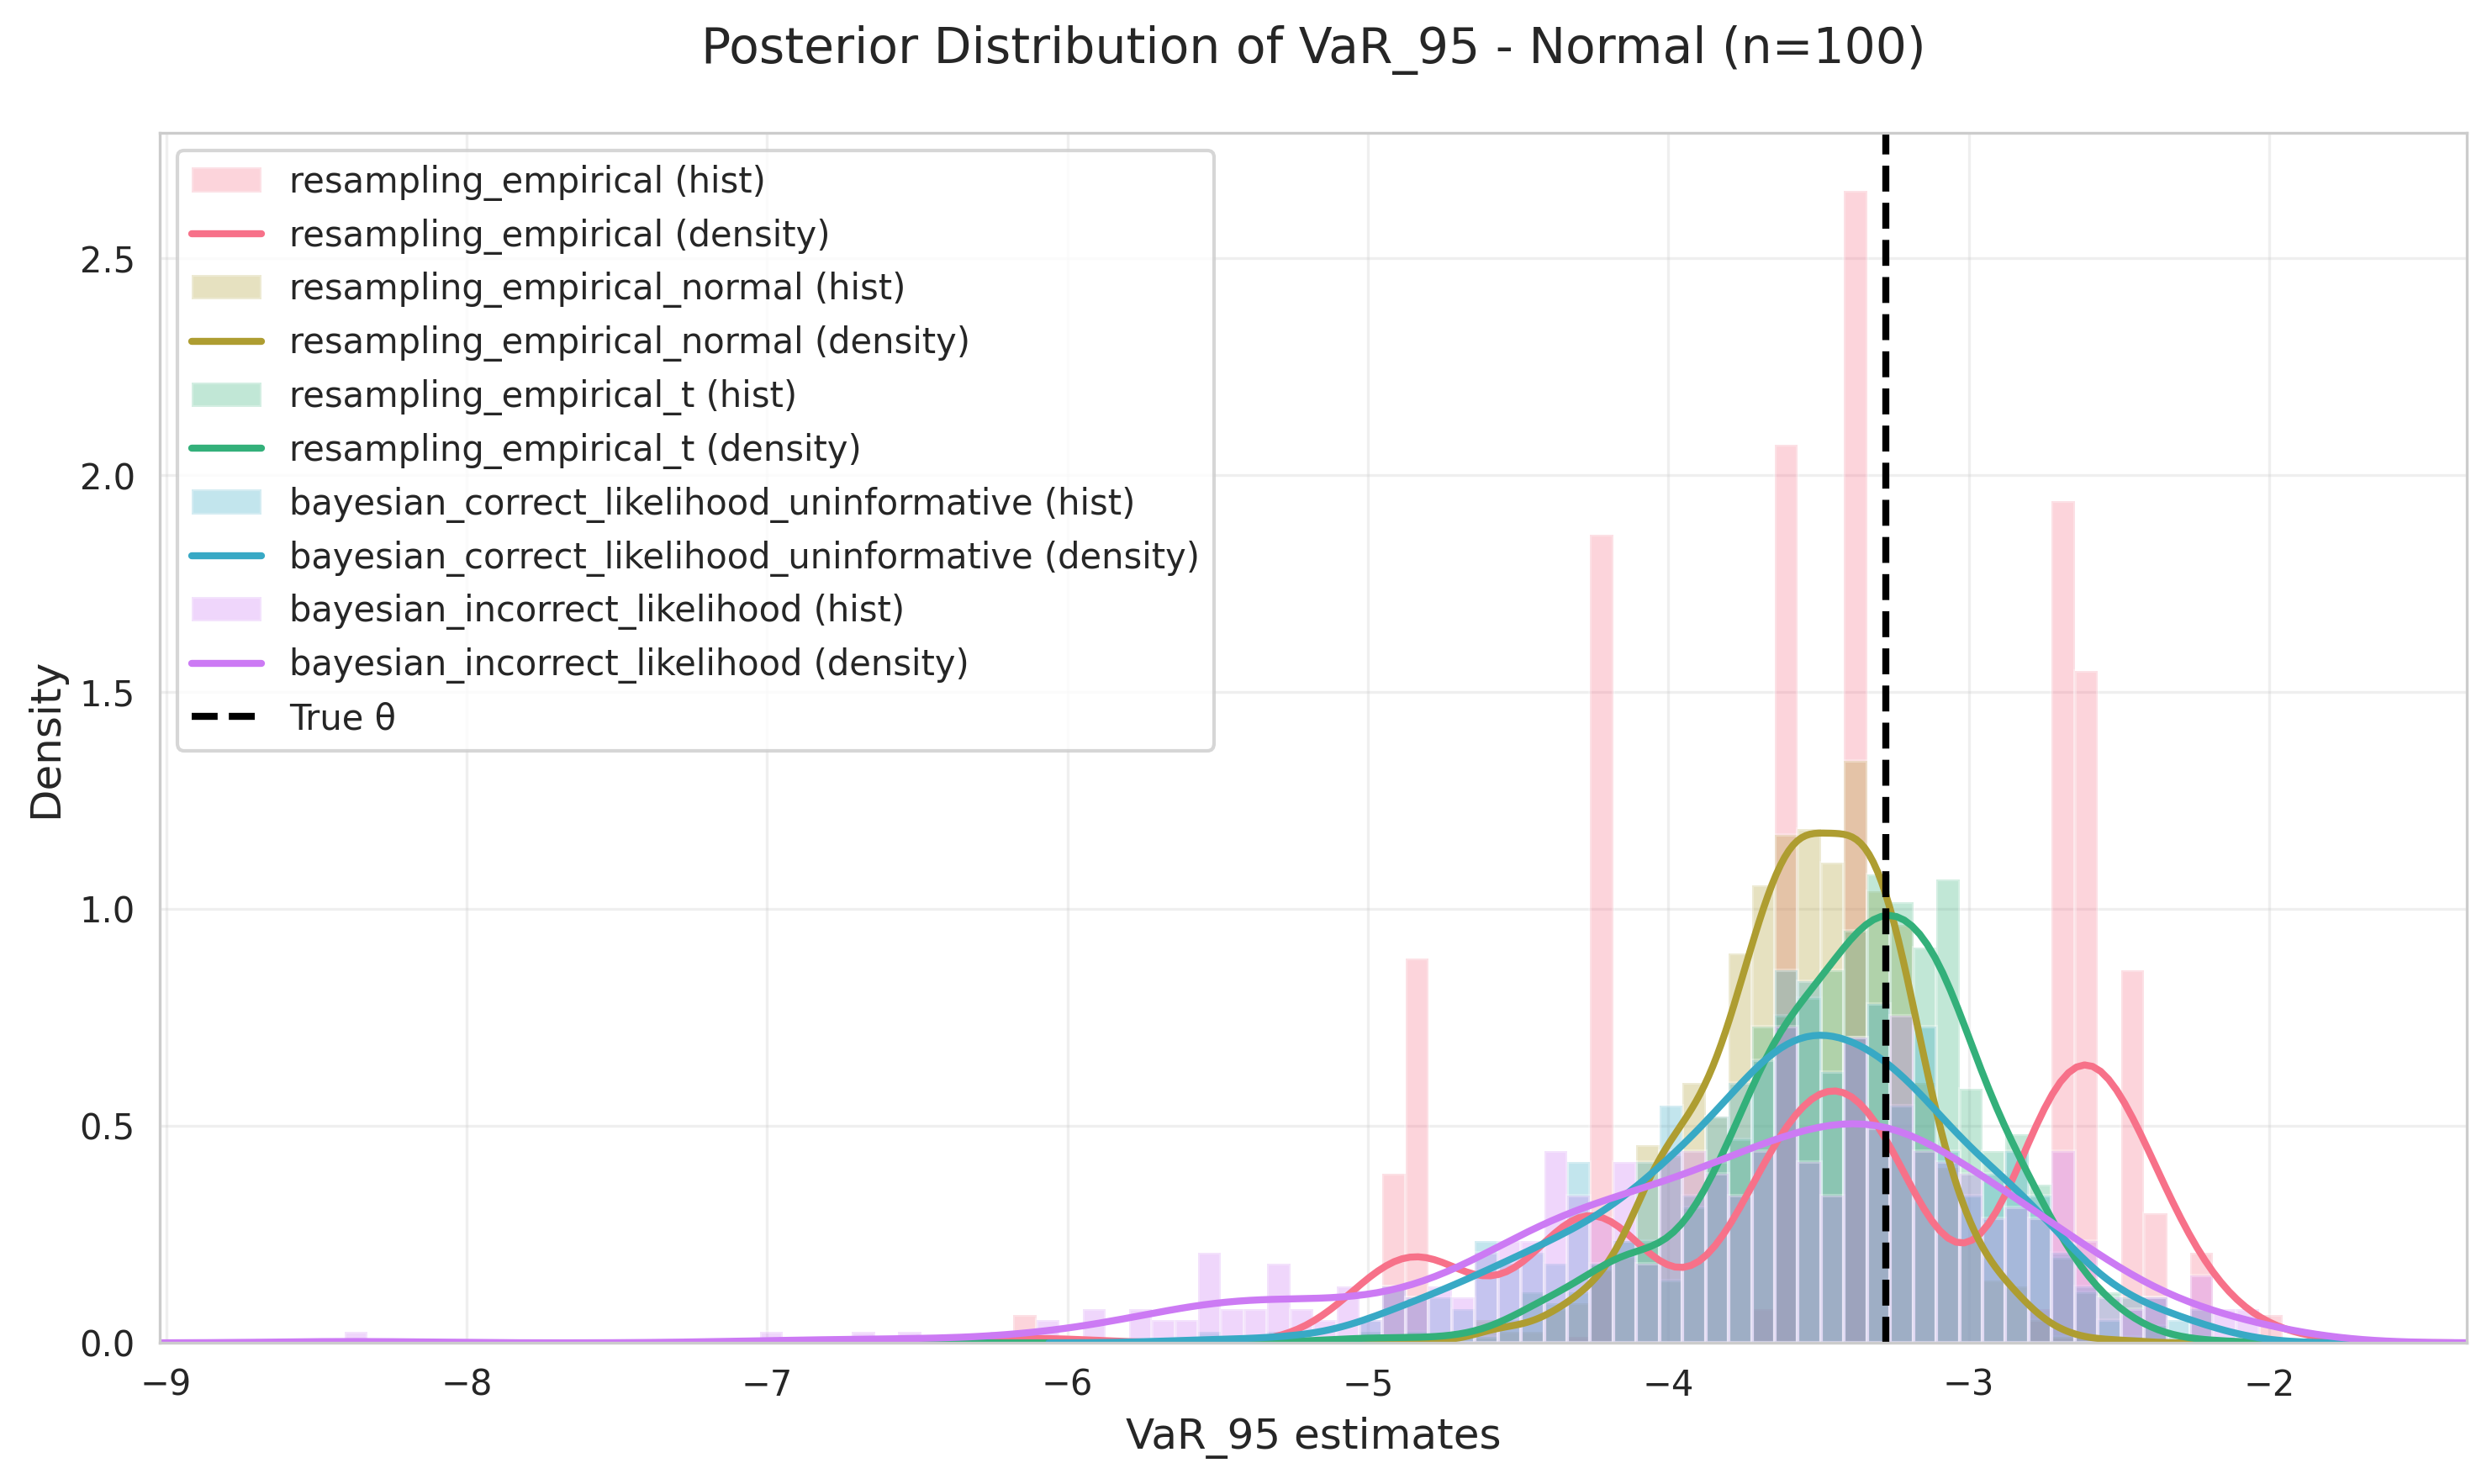 Posterior Distribution of VaR_95 - Normal (n=100)
resampling_empirical (hist)
resampling_empirical (density)
resampling_empirical_normal (hist)
resampling_empirical_normal (density)
resampling_empirical_t (hist)
resampling_empirical_t (density)
bayesian_correct_likelihood_uninformative (hist)
bayesian_correct_likelihood_uninformative (density)
bayesian_incorrect_likelihood (hist)
bayesian_incorrect_likelihood (density)
True θ
Density
2.5
2.0
1.5
1.0
0.5
0.0
−9 −8 −7 −6 −5 −4 −3 −2
VaR_95 estimates